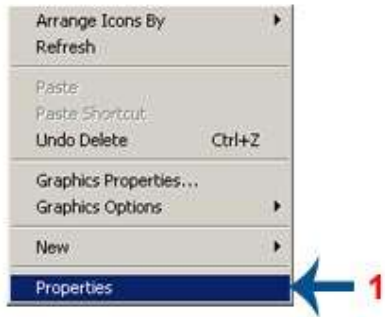 Arrange Icons By
Refresh
Paste
Paste Shortcut
Undo Delete Ctrl+Z
Graphics Properties...
Graphics Options
New
Properties 1